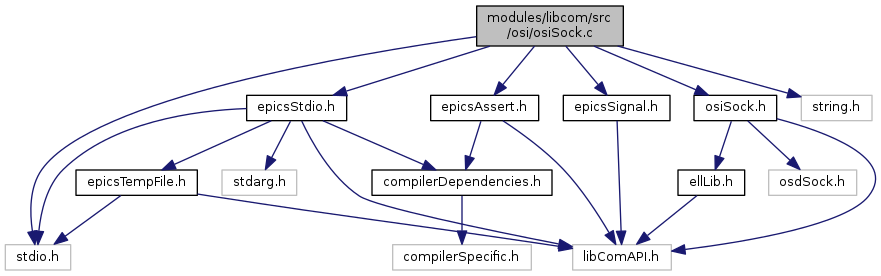 modules/libcom/src
/osi/osiSock.c
epicsStdio.h
epicsAssert.h
epicsSignal.h
osiSock.h
string.h
epicsTempFile.h
stdarg.h
compilerDependencies.h
ellLib.h
osdSock.h
stdio.h
compilerSpecific.h
libComAPI.h